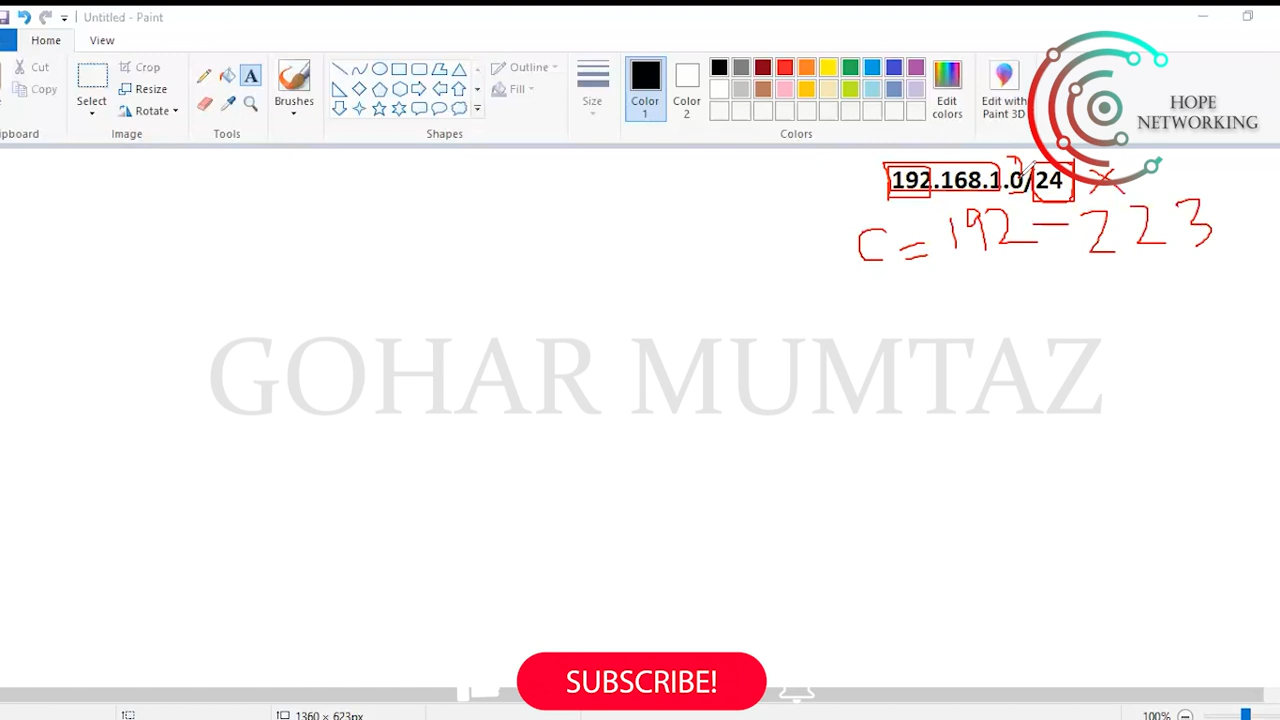 Untitled - Paint
Home View
Cut
Copy
Crop
Resize
Rotate
Select
Brushes
Outline
Fill
Size
Color 1
Color 2
Edit colors
Edit with Paint 3D
ipboard Image Tools Shapes Colors
HOPE
NETWORKING
192.168.1.0/24 X
C = 192 - 223
GOHAR MUMTAZ
SUBSCRIBE!
1360 × 623px
100%